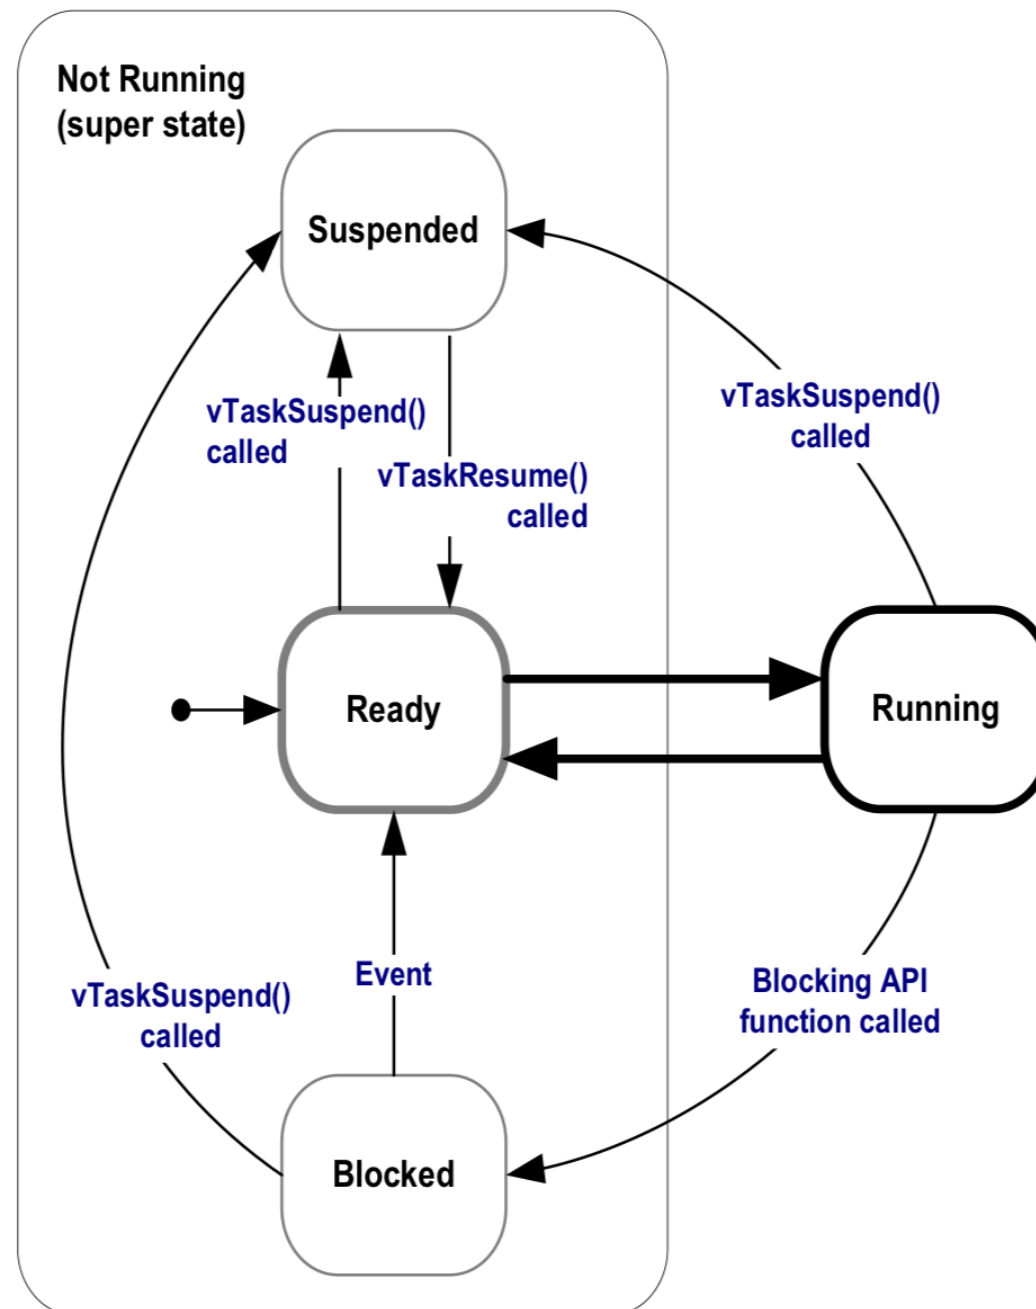 Not Running
(super state)
Suspended
vTaskSuspend()
called
vTaskSuspend()
called
vTaskResume()
called
Ready
Running
Event
vTaskSuspend()
called
Blocking API
function called
Blocked